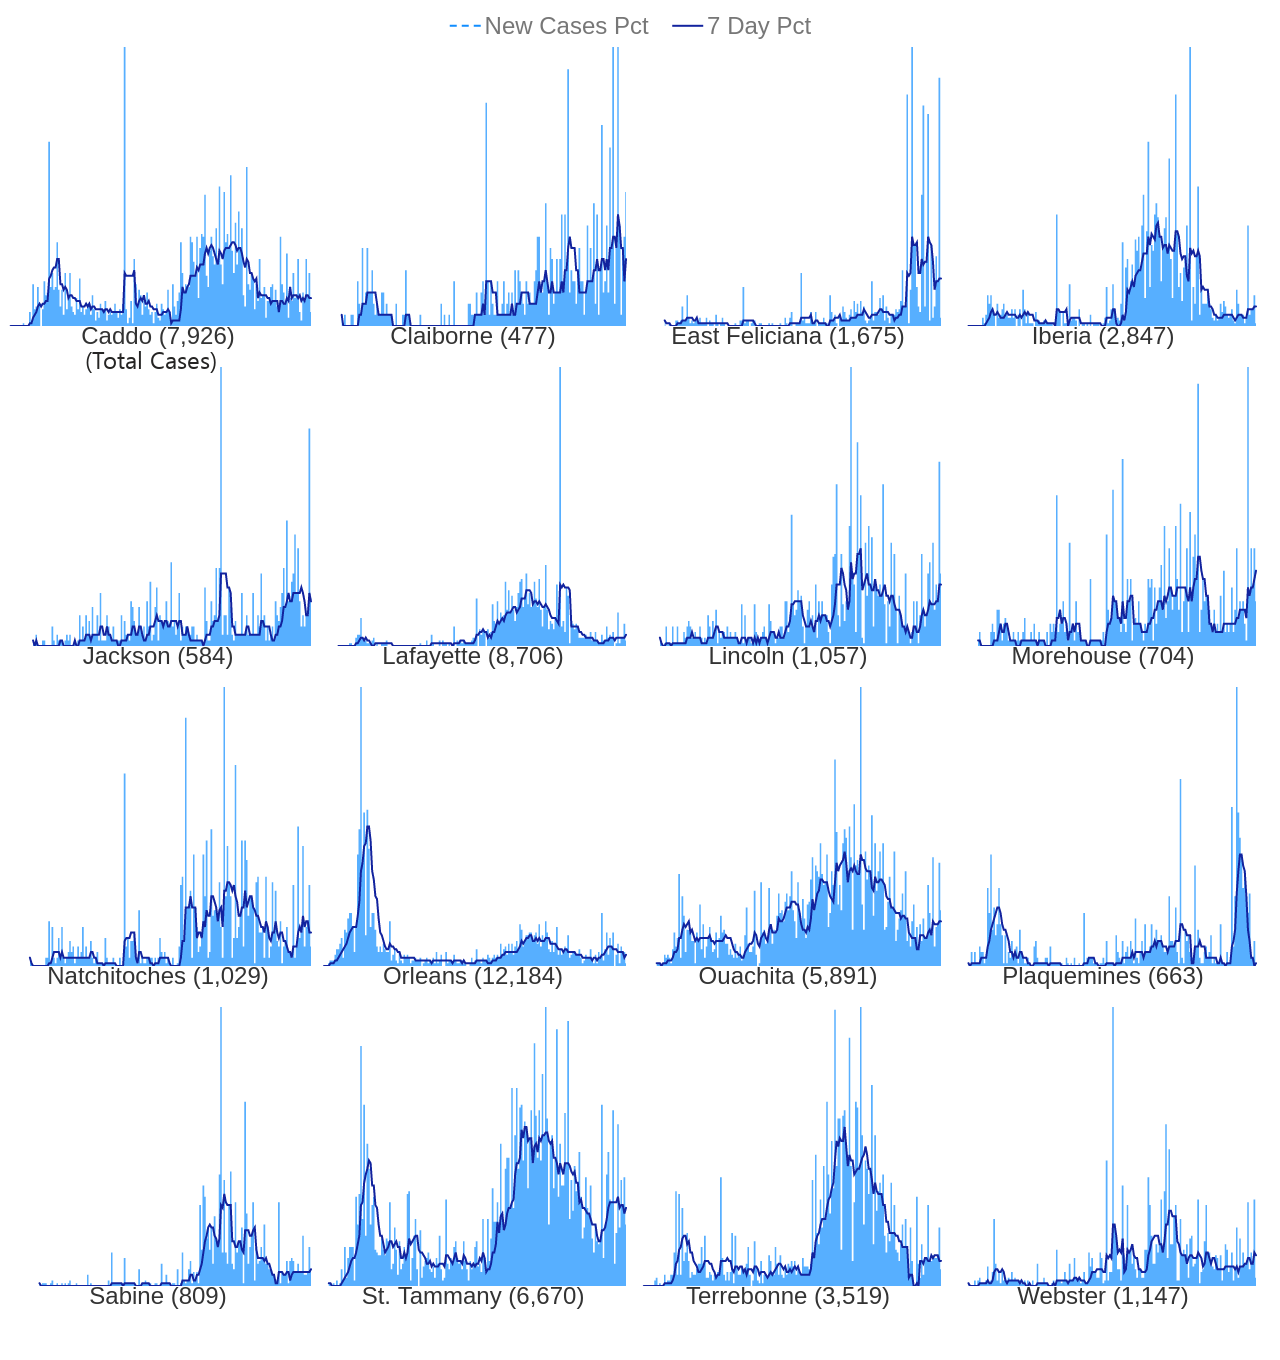 New Cases Pct 7 Day Pct
Caddo (7,926) Claiborne (477) East Feliciana (1,675) Iberia (2,847)
(Total Cases)
Jackson (584) Lafayette (8,706) Lincoln (1,057) Morehouse (704)
Natchitoches (1,029) Orleans (12,184) Ouachita (5,891) Plaquemines (663)
Sabine (809) St. Tammany (6,670) Terrebonne (3,519) Webster (1,147)